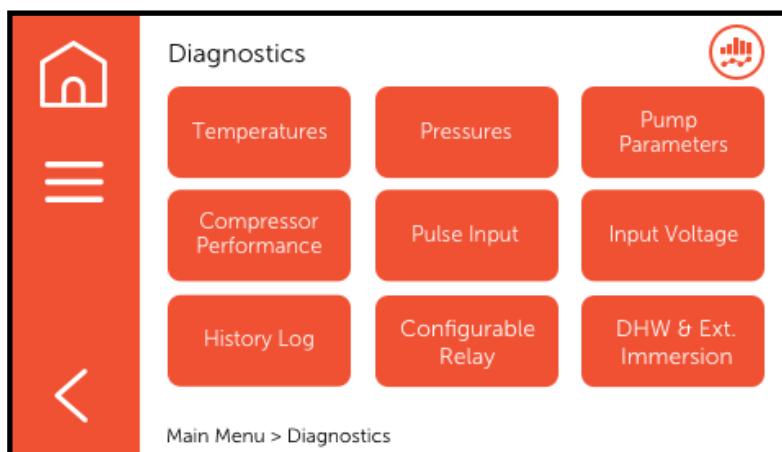 Diagnostics
Temperatures
Pressures
Pump
Parameters
Compressor
Performance
Pulse Input
Input Voltage
History Log
Configurable
Relay
DHW & Ext.
Immersion
Main Menu > Diagnostics